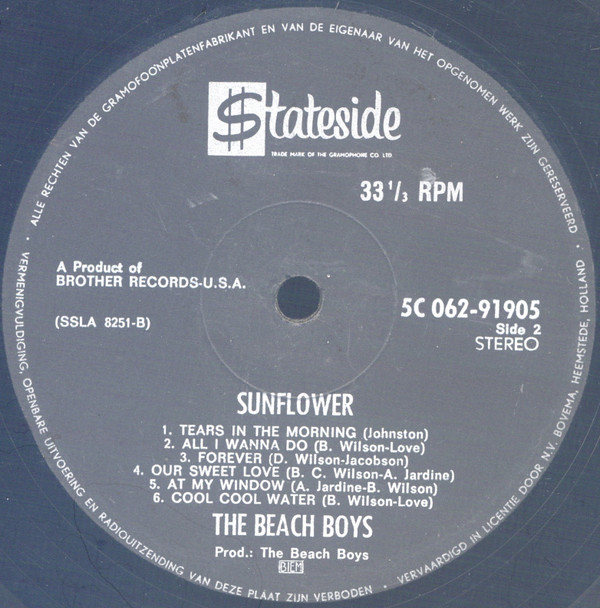 ALLE RECHTEN VAN DE GRAMOFOONPLATENFABRIKANT EN VAN DE EIGENAAR VAN HET OPGENOMEN WERK ZIJN GERESERVEERD ·
$tateside
TRADE MARK OF THE GRAMOPHONE CO LTD
33 1/3 RPM
A Product of
BROTHER RECORDS-U.S.A.
(SSLA 8251-B)
5C 062-91905
Side 2
STEREO
SUNFLOWER
1. TEARS IN THE MORNING (Johnston)
2. ALL I WANNA DO (B. Wilson-Love)
3. FOREVER (D. Wilson-Jacobson)
4. OUR SWEET LOVE (B. C. Wilson-A. Jardine)
5. AT MY WINDOW (A. Jardine-B. Wilson)
6. COOL COOL WATER (B. Wilson-Love)
THE BEACH BOYS
Prod.: The Beach Boys
BIEM
VERMENIGVULDIGING, OPENBARE UITVOERING EN RADIOUITZENDING VAN DEZE PLAAT ZIJN VERBODEN ·
VERVAARDIGD IN LICENTIE DOOR N.V. BOVEMA, HEEMSTEDE, HOLLAND ·